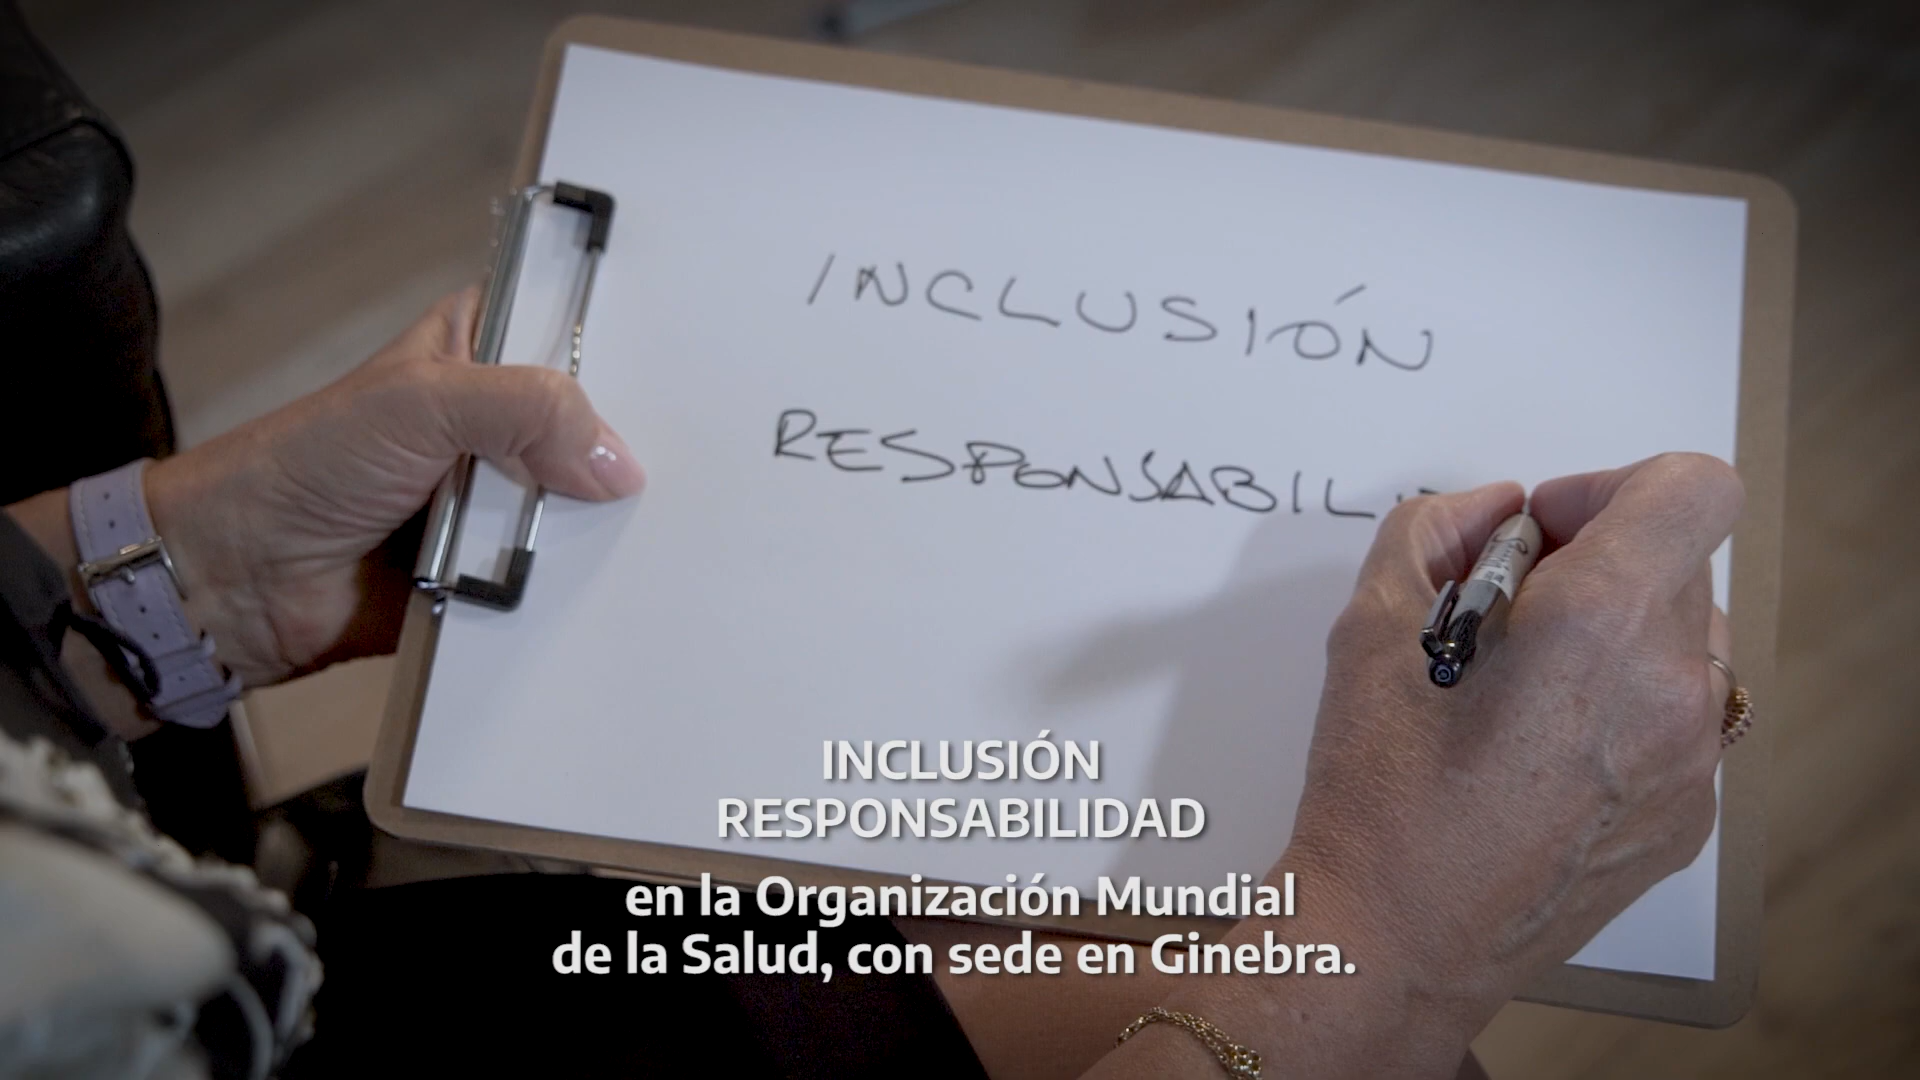 INCLUSIÓN
RESPONSABILI
INCLUSIÓN
RESPONSABILIDAD
en la Organización Mundial
de la Salud, con sede en Ginebra.